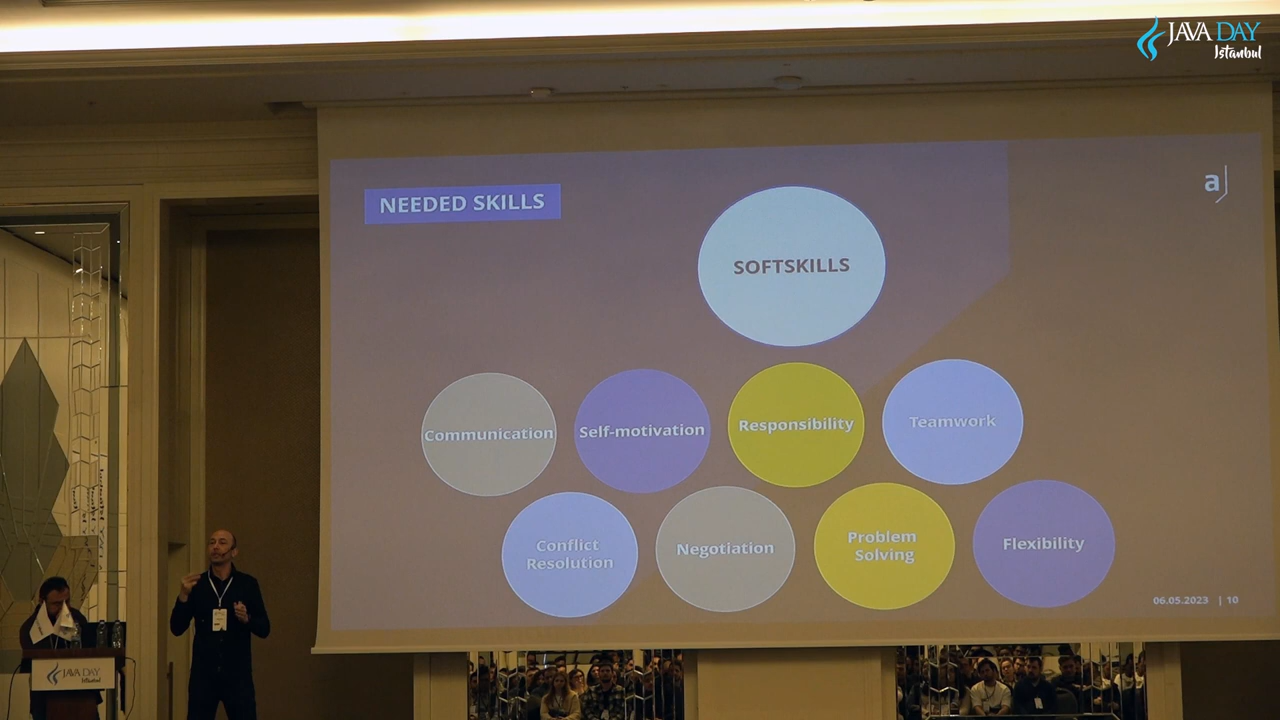 JAVA DAY
Istanbul
NEEDED SKILLS
a
SOFTSKILLS
Communication
Self-motivation
Responsibility
Teamwork
Conflict
Resolution
Negotiation
Problem
Solving
Flexibility
06.05.2023 | 10
JAVA DAY
Istanbul